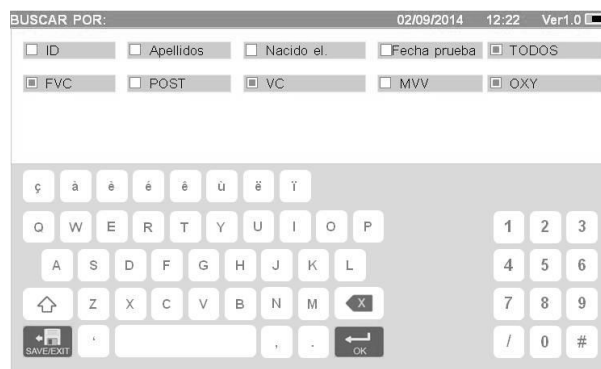 BUSCAR POR: 02/09/2014 12:22 Ver1.0
ID Apellidos Nacido el. Fecha prueba TODOS
FVC POST VC MVV OXY
ç à è é ê ù ë ï
Q W E R T Y U I O P 1 2 3
A S D F G H J K L 4 5 6
Z X C V B N M X 7 8 9
SAVE/EXIT ' , . OK / 0 #